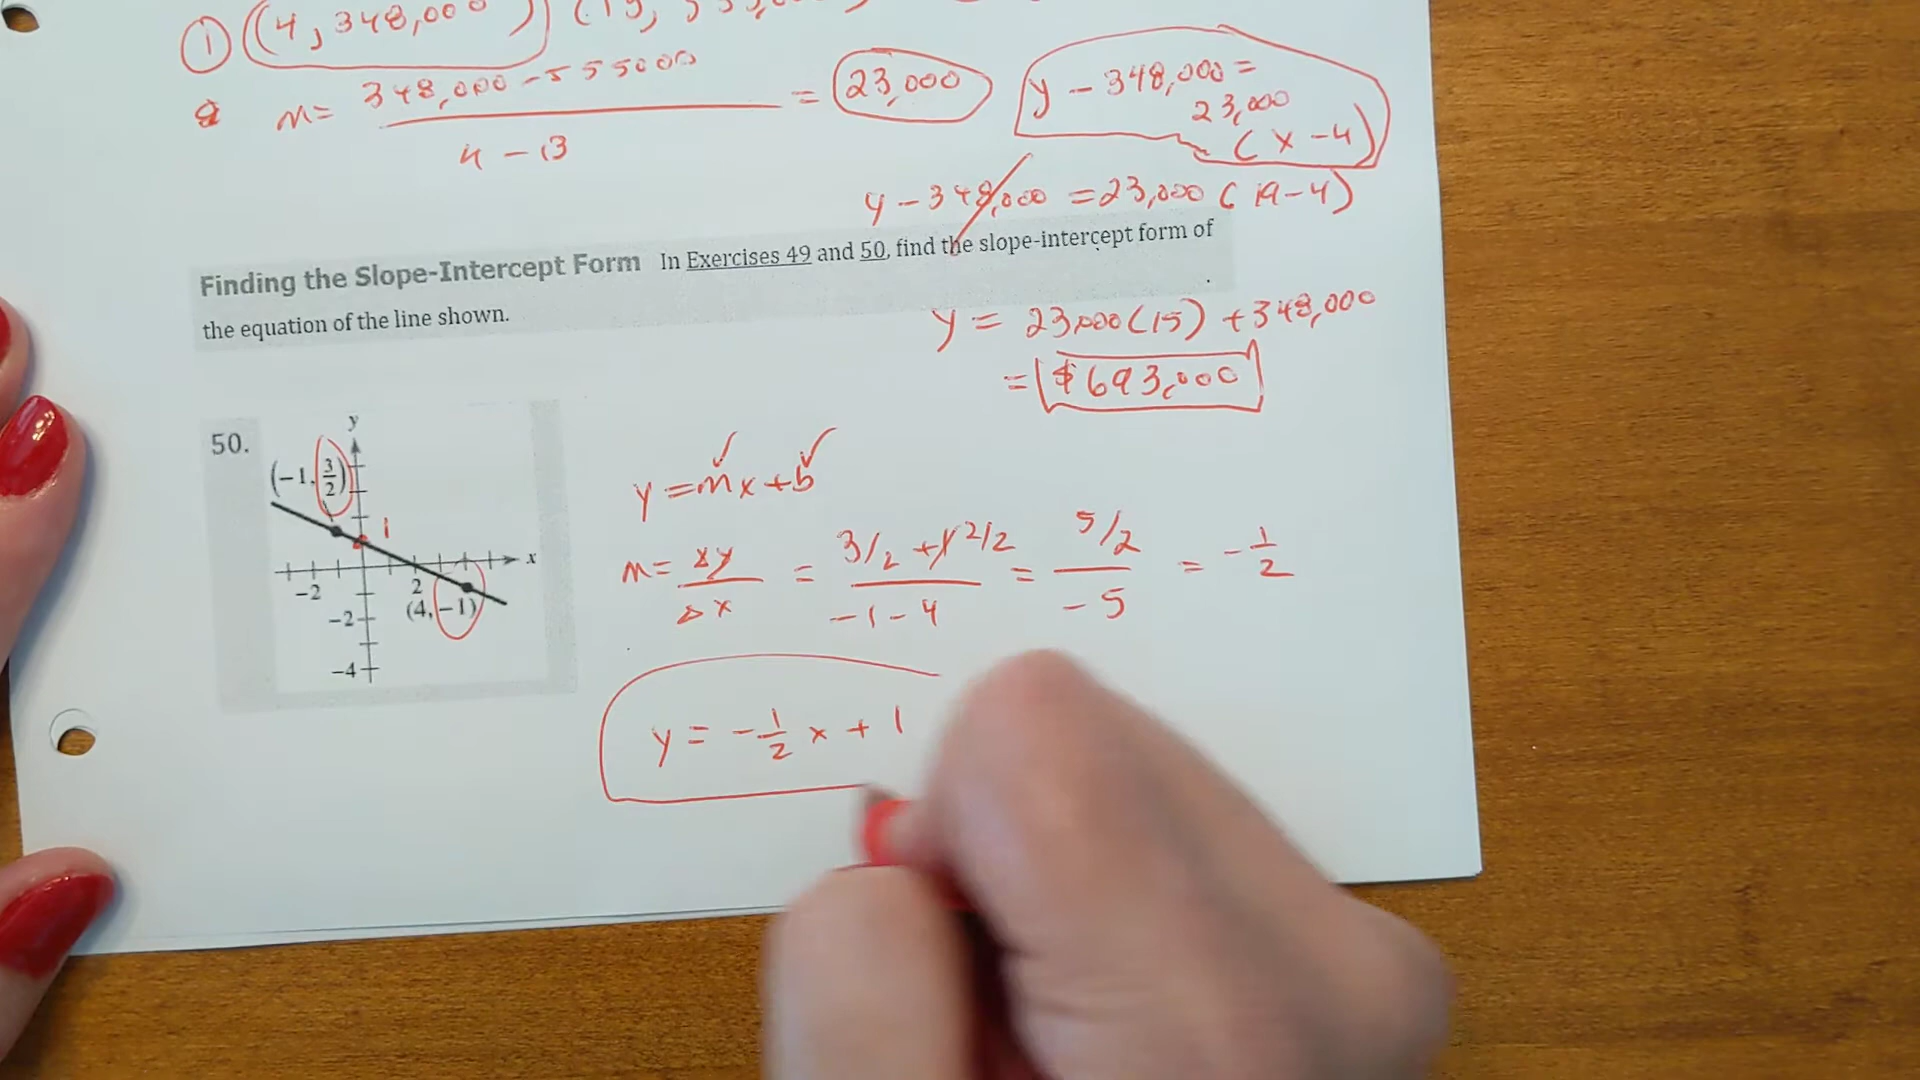 ① (4, 348,000)
m = 348,000 - 555000 / 4 - 13 = 23,000
y - 348,000 =
23,000
(x - 4)
y - 348,000 = 23,000 (19 - 4)
Finding the Slope-Intercept Form In Exercises 49 and 50, find the slope-intercept form of
the equation of the line shown.
y = 23,000(15) + 348,000
= $693,000
50.
y
(−1, 3/2)
1
x
−2
2
−2
(4, −1)
−4
y = mx + b
m = Δy / Δx = 3/2 + 1 2/2 / -1 - 4 = 5/2 / -5 = -1/2
y = -1/2 x + 1